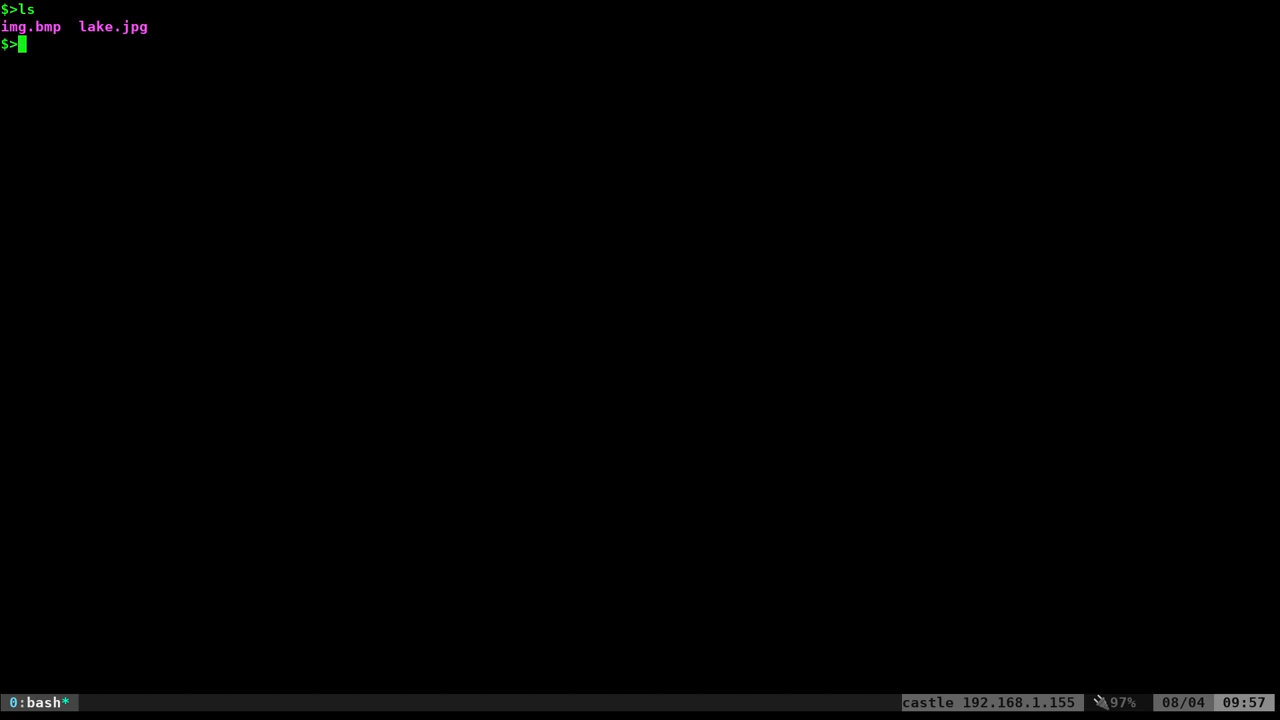 $>ls
img.bmp  lake.jpg
$>
0:bash*
castle 192.168.1.155 97% 08/04 09:57